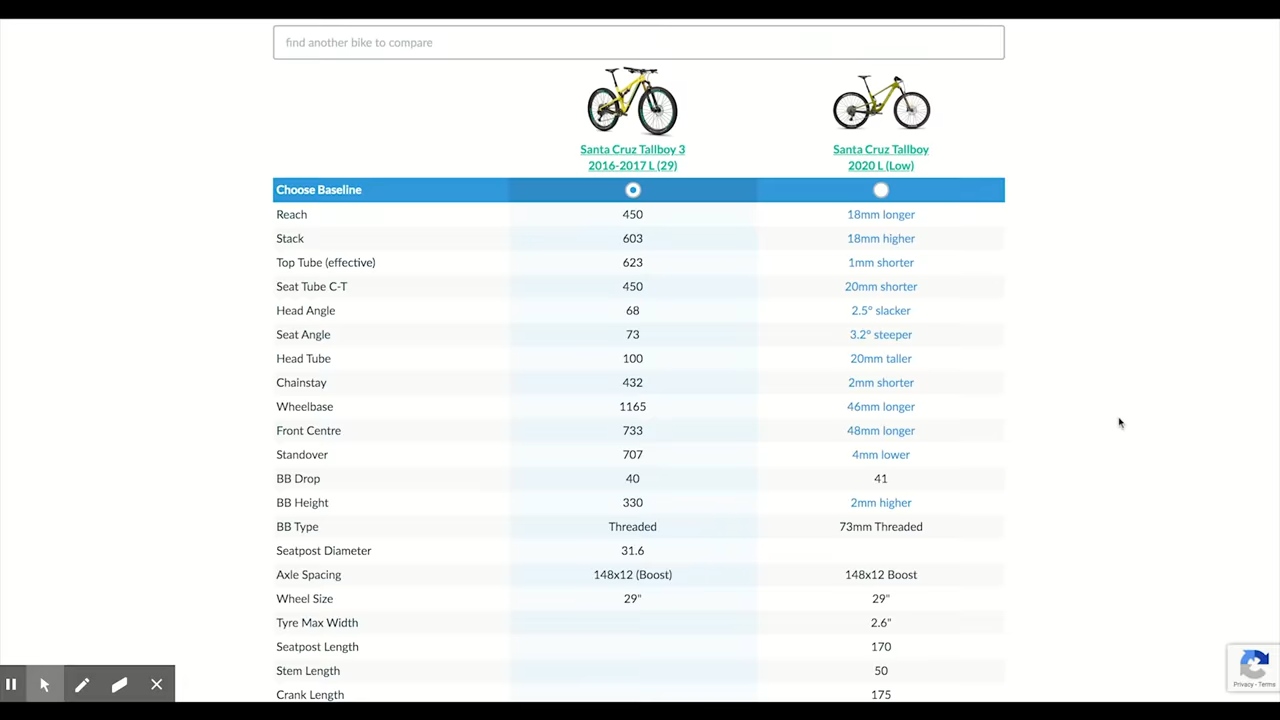 find another bike to compare
Santa Cruz Tallboy 3 Santa Cruz Tallboy
2016-2017 L (29) 2020 L (Low)
Choose Baseline
Reach 450 18mm longer
Stack 603 18mm higher
Top Tube (effective) 623 1mm shorter
Seat Tube C-T 450 20mm shorter
Head Angle 68 2.5° slacker
Seat Angle 73 3.2° steeper
Head Tube 100 20mm taller
Chainstay 432 2mm shorter
Wheelbase 1165 46mm longer
Front Centre 733 48mm longer
Standover 707 4mm lower
BB Drop 40 41
BB Height 330 2mm higher
BB Type Threaded 73mm Threaded
Seatpost Diameter 31.6
Axle Spacing 148x12 (Boost) 148x12 Boost
Wheel Size 29" 29"
Tyre Max Width 2.6"
Seatpost Length 170
Stem Length 50
Crank Length 175
Privacy - Terms